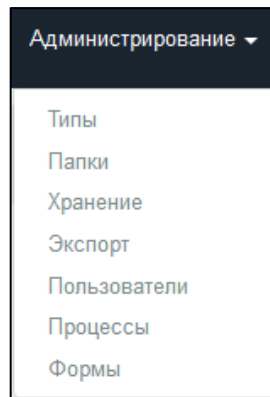 Администрирование
Типы
Папки
Хранение
Экспорт
Пользователи
Процессы
Формы